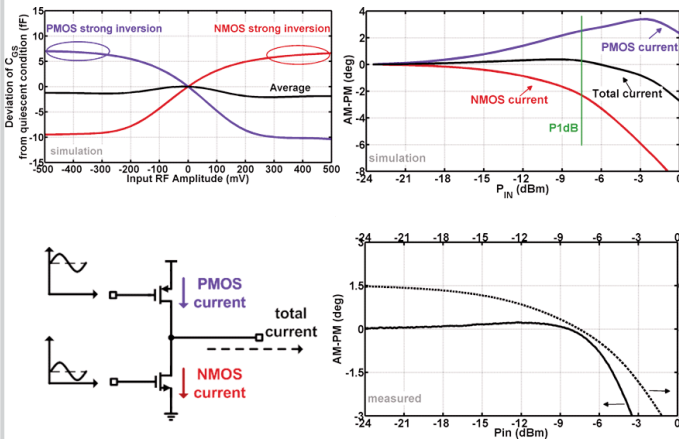 Deviation of C_GS
from quiescent condition (fF)
15
10
5
0
-5
-10
-15
PMOS strong inversion
NMOS strong inversion
Average
simulation
-500 -400 -300 -200 -100 0 100 200 300 400 500
Input RF Amplitude (mV)
AM-PM (deg)
4
2
0
-2
-4
-6
-8
PMOS current
NMOS current
Total current
P1dB
simulation
-24 -21 -18 -15 -12 -9 -6 -3 0
P_IN (dBm)
PMOS
current
total
current
NMOS
current
-24 -21 -18 -15 -12 -9 -6 -3 0
AM-PM (deg)
3
1.5
0
-1.5
-3
measured
-24 -21 -18 -15 -12 -9 -6 -3 0
Pin (dBm)